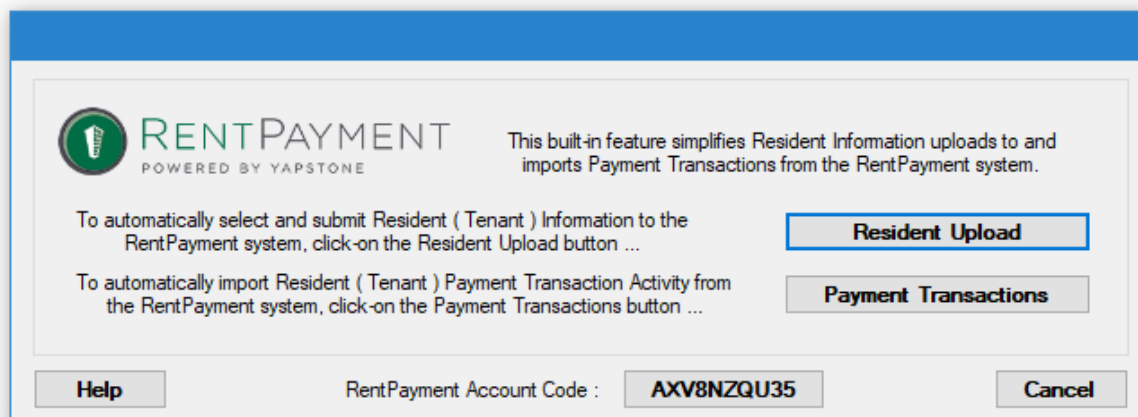 RENTPAYMENT
POWERED BY YAPSTONE
This built-in feature simplifies Resident Information uploads to and
imports Payment Transactions from the RentPayment system.
To automatically select and submit Resident ( Tenant ) Information to the
RentPayment system, click-on the Resident Upload button ...
Resident Upload
To automatically import Resident ( Tenant ) Payment Transaction Activity from
the RentPayment system, click-on the Payment Transactions button ...
Payment Transactions
Help
RentPayment Account Code :
AXV8NZQU35
Cancel